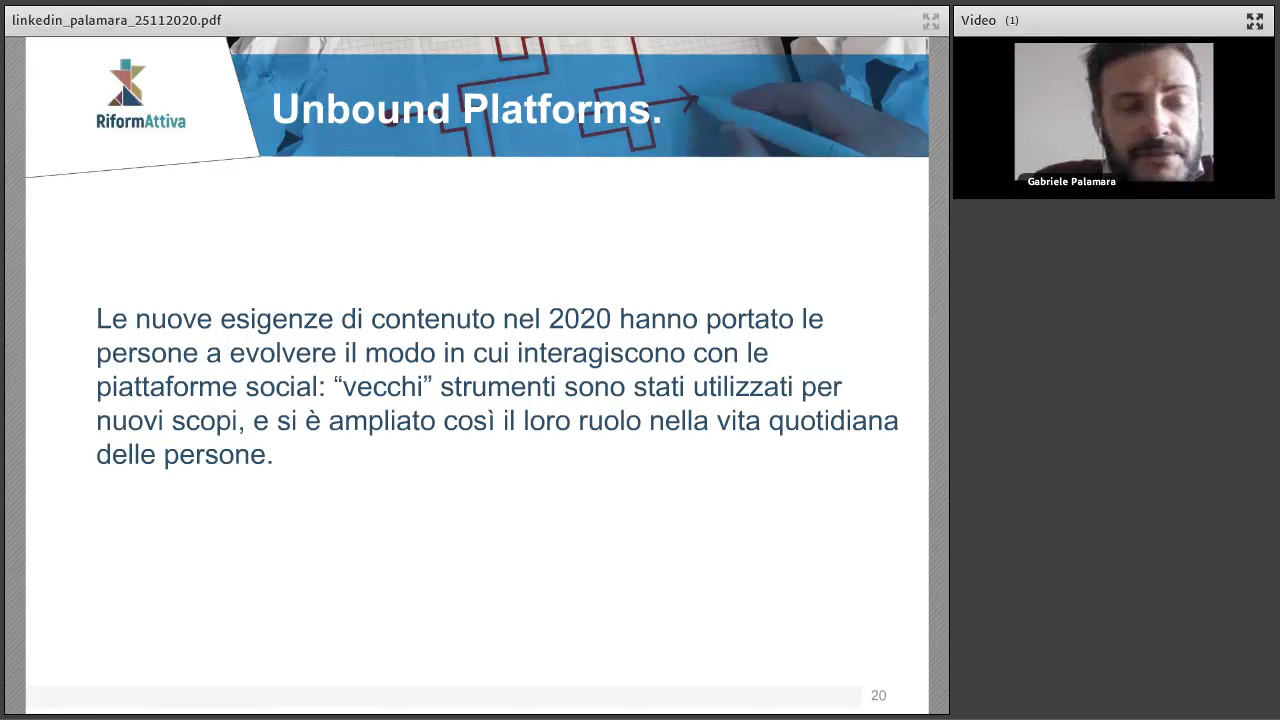 linkedin_palamara_25112020.pdf
Video (1)
RiformAttiva
Unbound Platforms.
Gabriele Palamara
Le nuove esigenze di contenuto nel 2020 hanno portato le
persone a evolvere il modo in cui interagiscono con le
piattaforme social: “vecchi” strumenti sono stati utilizzati per
nuovi scopi, e si è ampliato così il loro ruolo nella vita quotidiana
delle persone.
20